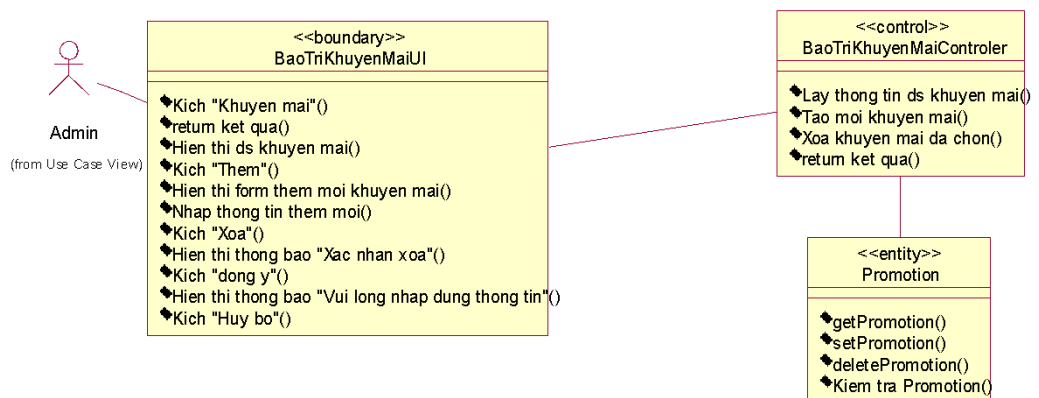 Admin
(from Use Case View)
<<boundary>>
BaoTriKhuyenMaiUI
Kich "Khuyen mai"()
return ket qua()
Hien thi ds khuyen mai()
Kich "Them"()
Hien thi form them moi khuyen mai()
Nhap thong tin them moi()
Kich "Xoa"()
Hien thi thong bao "Xac nhan xoa"()
Kich "dong y"()
Hien thi thong bao "Vui long nhap dung thong tin"()
Kich "Huy bo"()
<<control>>
BaoTriKhuyenMaiControler
Lay thong tin ds khuyen mai()
Tao moi khuyen mai()
Xoa khuyen mai da chon()
return ket qua()
<<entity>>
Promotion
getPromotion()
setPromotion()
deletePromotion()
Kiem tra Promotion()